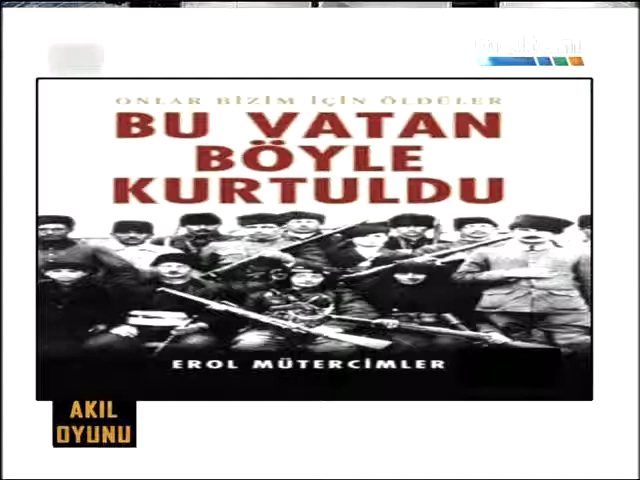 ONLAR BİZİM İÇİN ÖLDÜLER
BU VATAN
BÖYLE
KURTULDU
EROL MÜTERCİMLER
AKIL
OYUNU